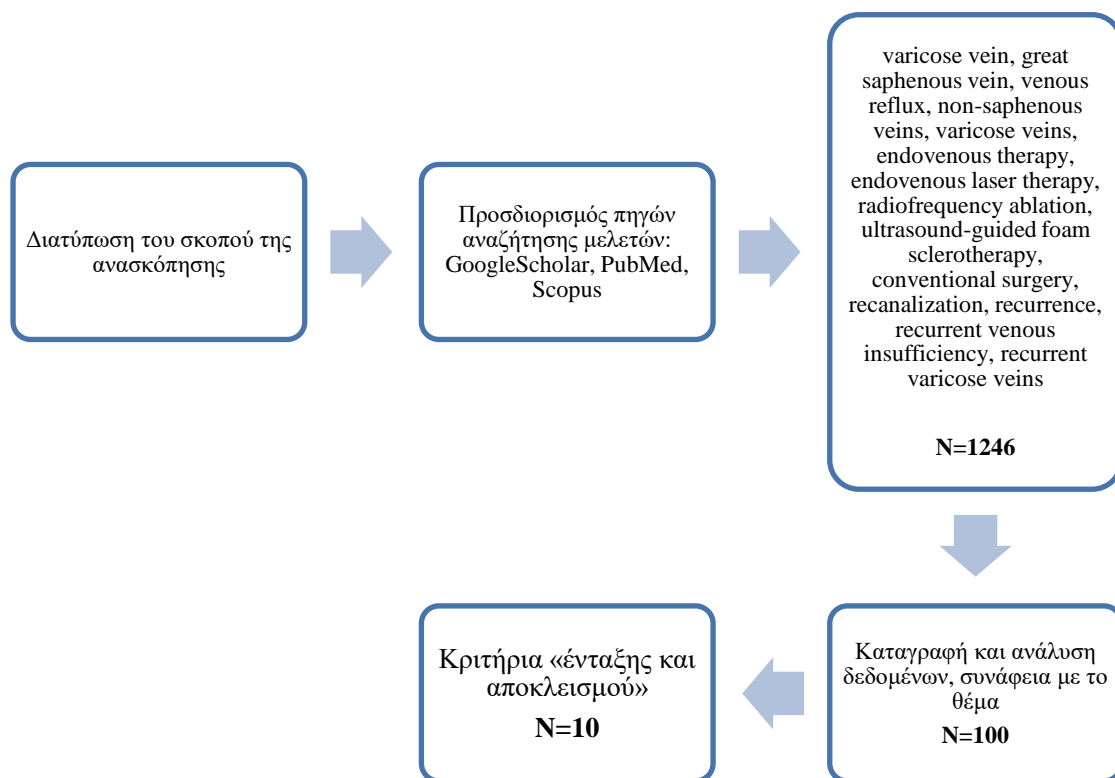 Διατύπωση του σκοπού της
ανασκόπησης
Προσδιορισμός πηγών
αναζήτησης μελετών:
GoogleScholar, PubMed,
Scopus
varicose vein, great
saphenous vein, venous
reflux, non-saphenous
veins, varicose veins,
endovenous therapy,
endovenous laser therapy,
radiofrequency ablation,
ultrasound-guided foam
sclerotherapy,
conventional surgery,
recanalization, recurrence,
recurrent venous
insufficiency, recurrent
varicose veins
N=1246
Καταγραφή και ανάλυση
δεδομένων, συνάφεια με το
θέμα
N=100
Κριτήρια «ένταξης και
αποκλεισμού»
N=10